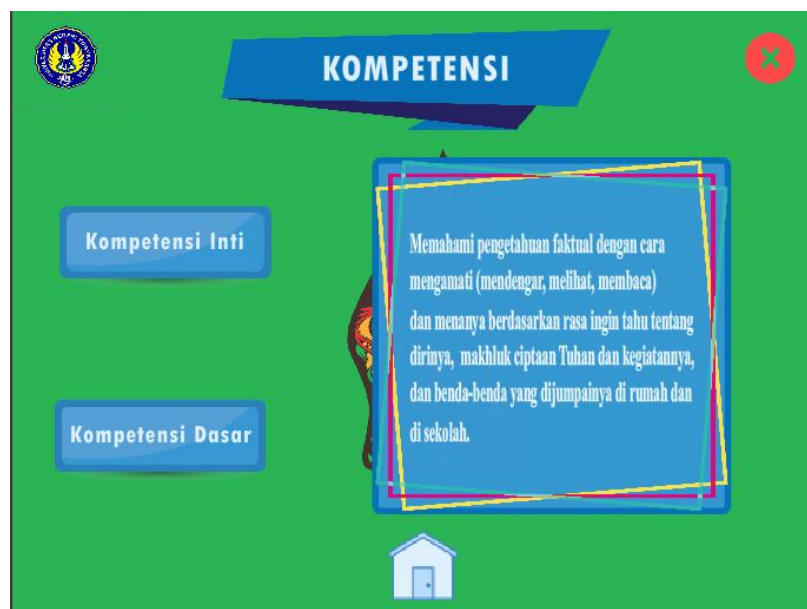 KOMPETENSI
Kompetensi Inti
Memahami pengetahuan faktual dengan cara
mengamati (mendengar, melihat, membaca)
dan menanya berdasarkan rasa ingin tahu tentang
dirinya, makhluk ciptaan Tuhan dan kegiatannya,
dan benda-benda yang dijumpainya di rumah dan
di sekolah.
Kompetensi Dasar